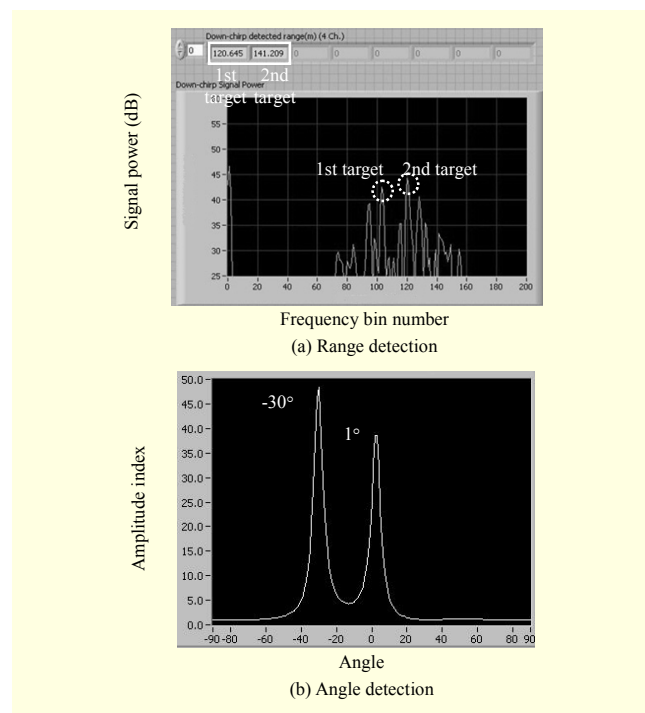 Down-chirp detected range(m) (4 Ch.)
0 120.645 141.209 0 0 0 0 0 0
1st target 2nd target
Down-chirp Signal Power
Signal power (dB)
60
55
50
45
40
35
30
25
1st target 2nd target
0 20 40 60 80 100 120 140 160 180 200
Frequency bin number
(a) Range detection
Amplitude index
50.0
45.0
40.0
35.0
30.0
25.0
20.0
15.0
10.0
5.0
0.0
-30°
1°
-90 -80 -60 -40 -20 0 20 40 60 80 90
Angle
(b) Angle detection